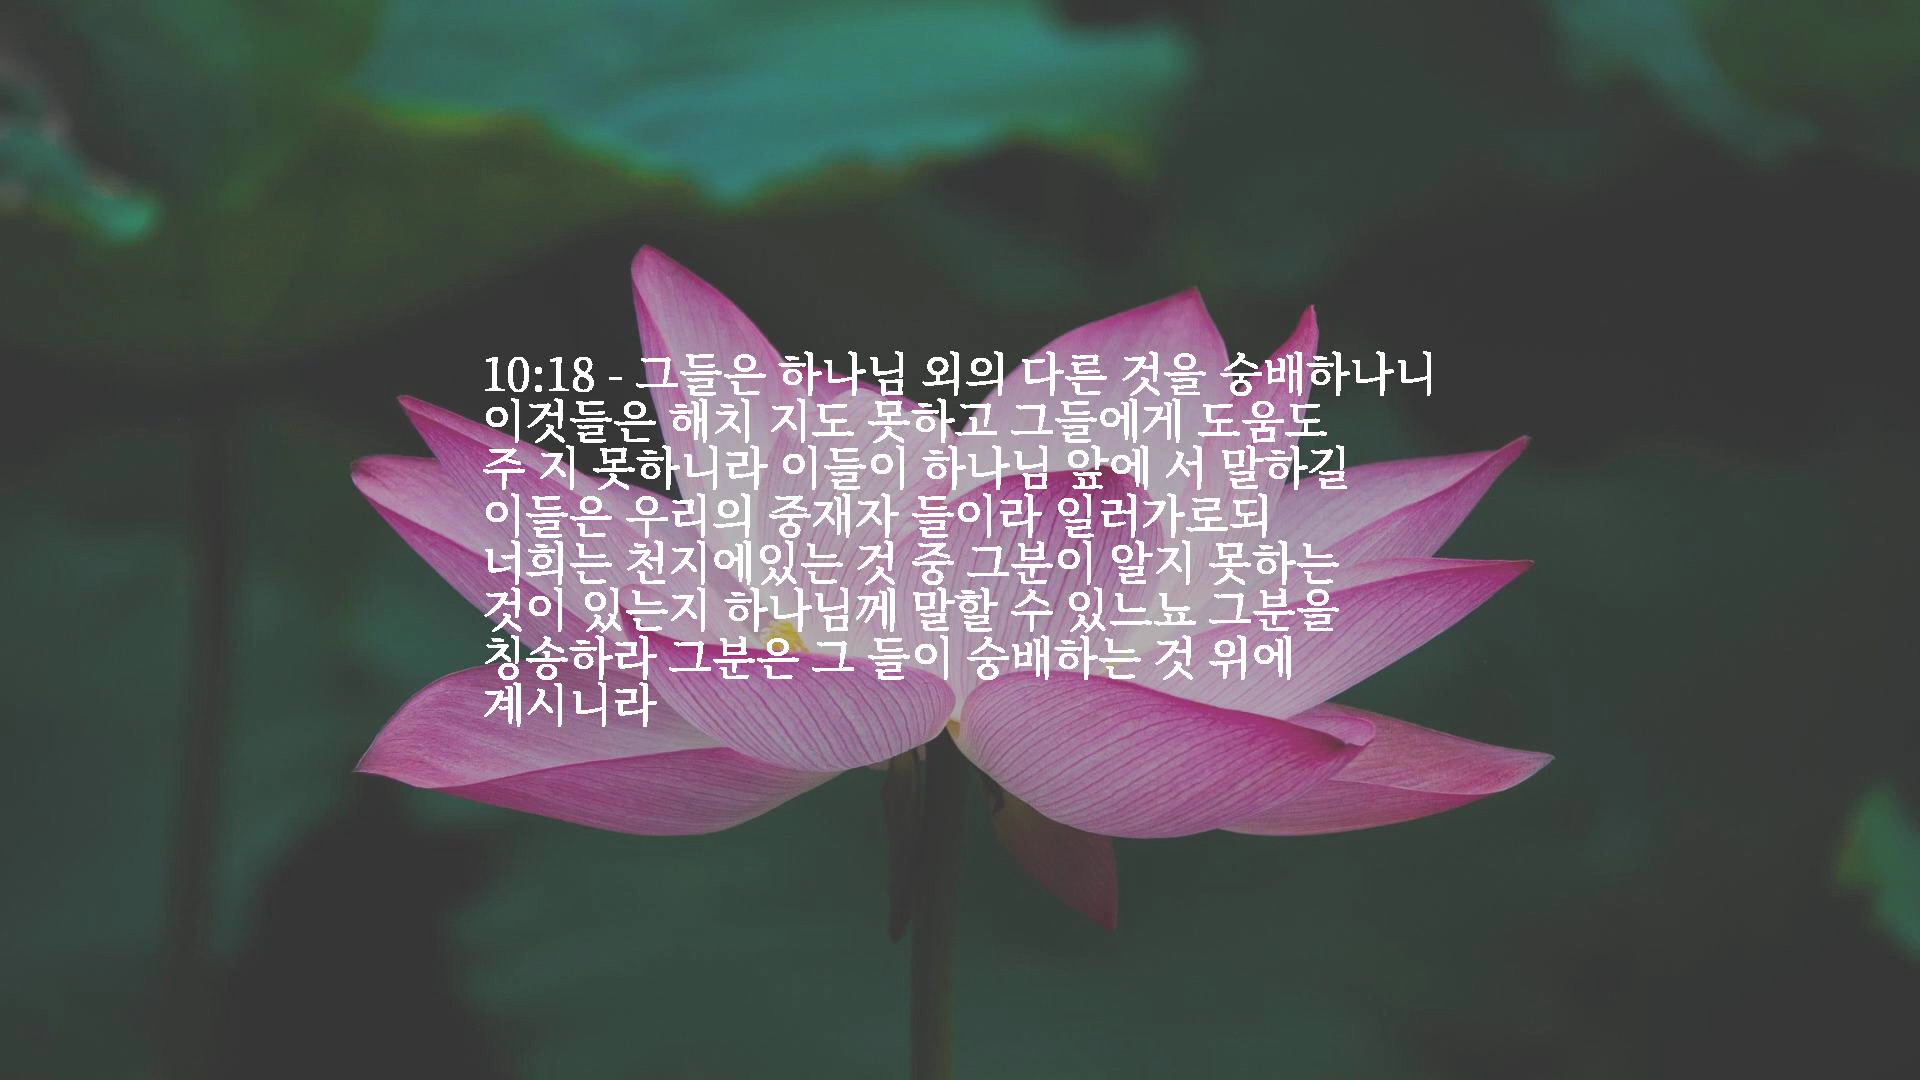 10:18 - 그들은 하나님 외의 다른 것을 숭배하나니
이것들은 해치 지도 못하고 그들에게 도움도
주 지 못하니라 이들이 하나님 앞에 서 말하길
이들은 우리의 중재자 들이라 일러가로되
너희는 천지에있는 것 중 그분이 알지 못하는
것이 있는지 하나님께 말할 수 있느뇨 그분을
칭송하라 그분은 그 들이 숭배하는 것 위에
계시니라